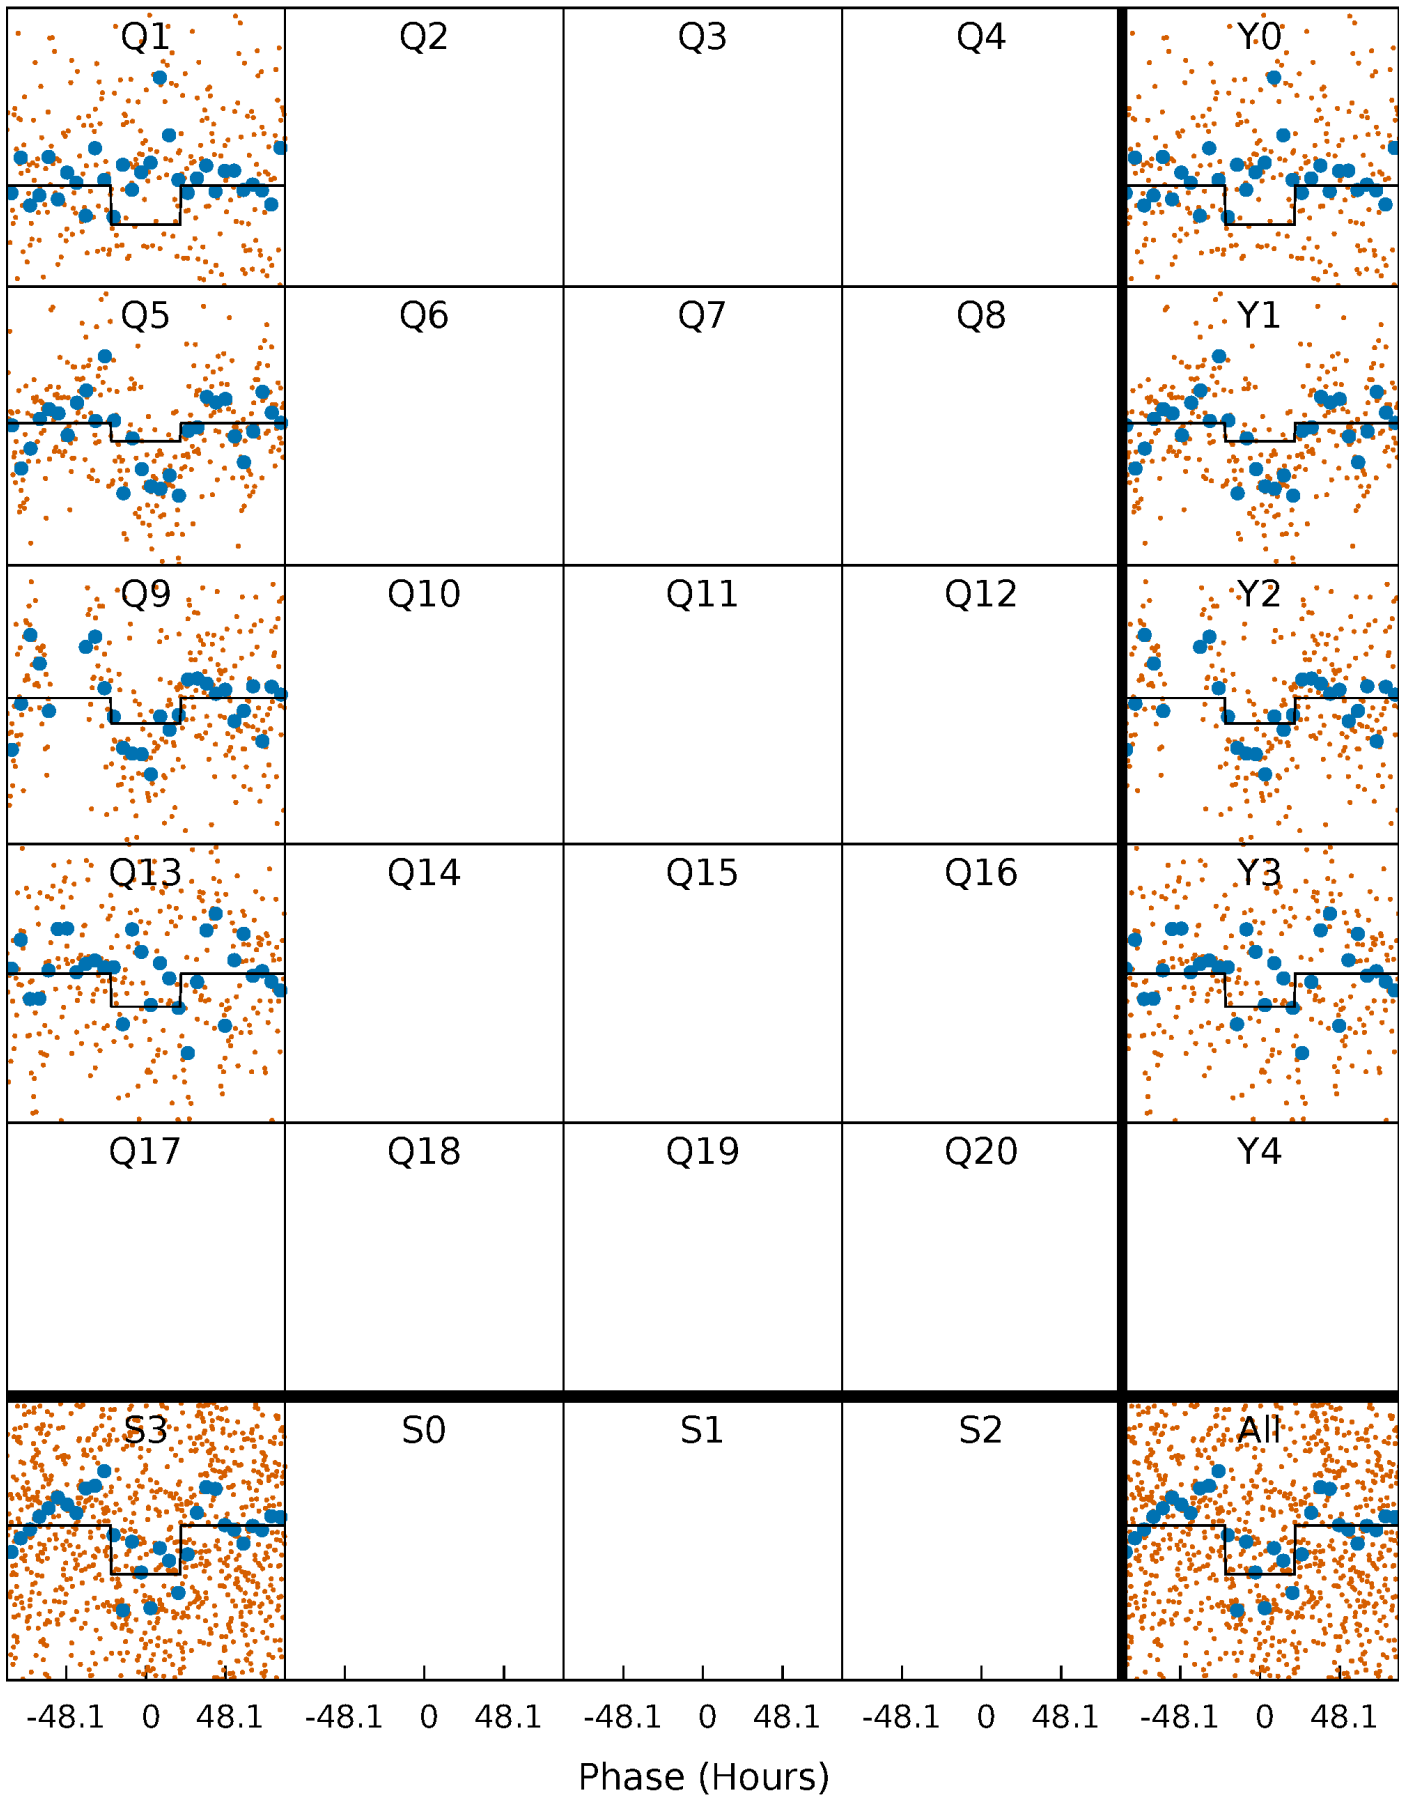 Q1 Q2 Q3 Q4 Y0
Q5 Q6 Q7 Q8 Y1
Q9 Q10 Q11 Q12 Y2
Q13 Q14 Q15 Q16 Y3
Q17 Q18 Q19 Q20 Y4
S3 S0 S1 S2 All
-48.1 0 48.1 -48.1 0 48.1 -48.1 0 48.1 -48.1 0 48.1 -48.1 0 48.1
Phase (Hours)